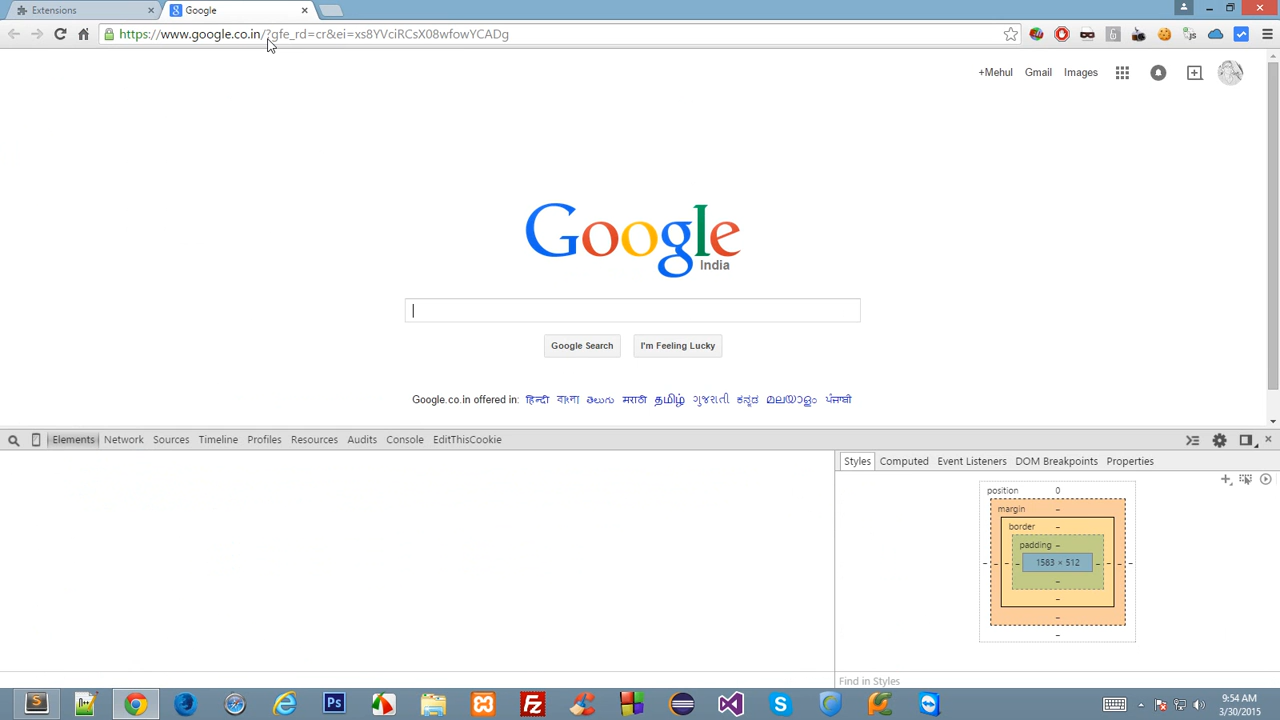 Extensions
Google
https://www.google.co.in/?gfe_rd=cr&ei=xs8YVciRCsX08wfowYCADg
+Mehul Gmail Images
Google
India
Google Search I'm Feeling Lucky
Google.co.in offered in: हिन्दी বাংলা తెలుగు मराठी தமிழ் ગુજરાતી ಕನ್ನಡ മലയാളം ਪੰਜਾਬੀ
Elements Network Sources Timeline Profiles Resources Audits Console EditThisCookie
Styles Computed Event Listeners DOM Breakpoints Properties
position 0
margin –
border –
padding –
– – – – 1583 × 512 – – – –
–
–
–
–
Find in Styles
9:54 AM
3/30/2015